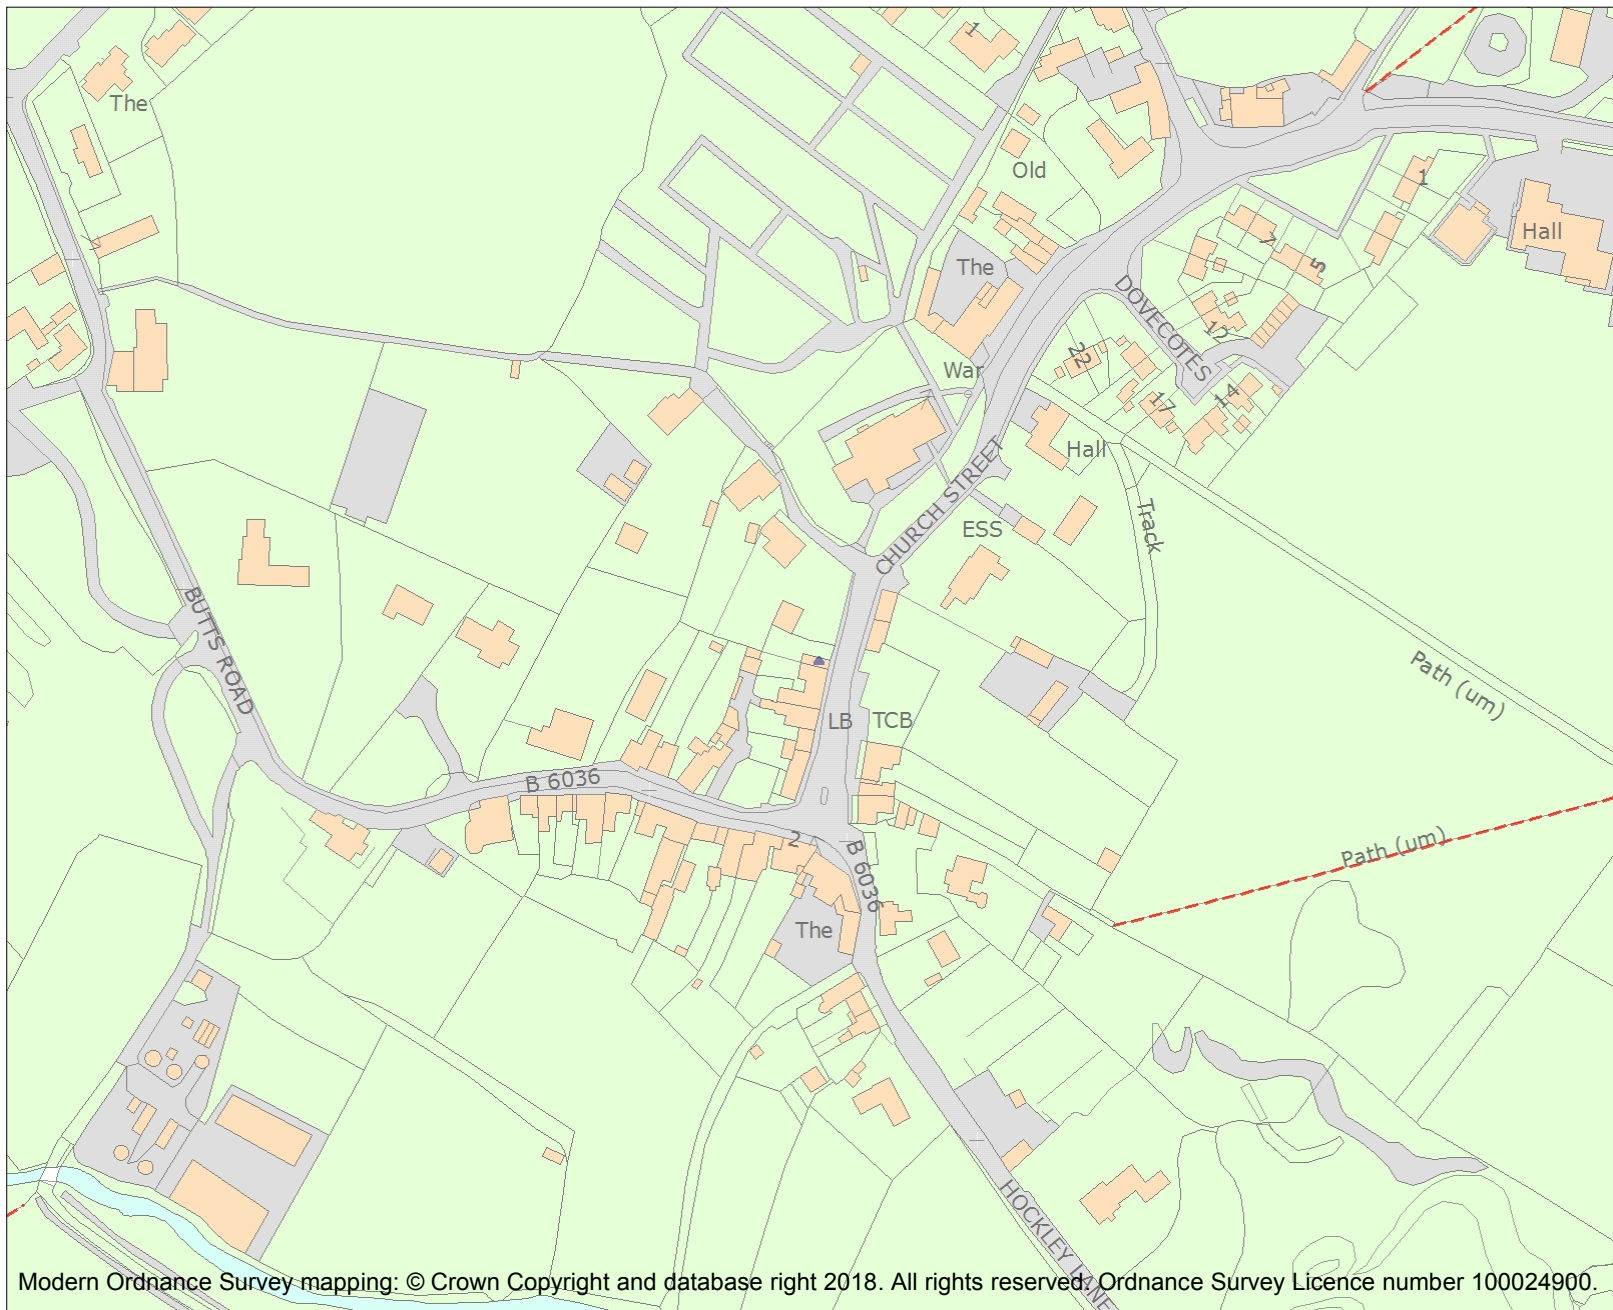 1
The
Old
1
Hall
7
5
The
DOVECOTES
12
22
War
14
17
Hall
CHURCH STREET
Track
ESS
BUTTS ROAD
Path (um)
LB
TCB
B 6036
2
B 6036
Path (um)
The
HOCKLEY LANE
Modern Ordnance Survey mapping: © Crown Copyright and database right 2018. All rights reserved. Ordnance Survey Licence number 100024900.